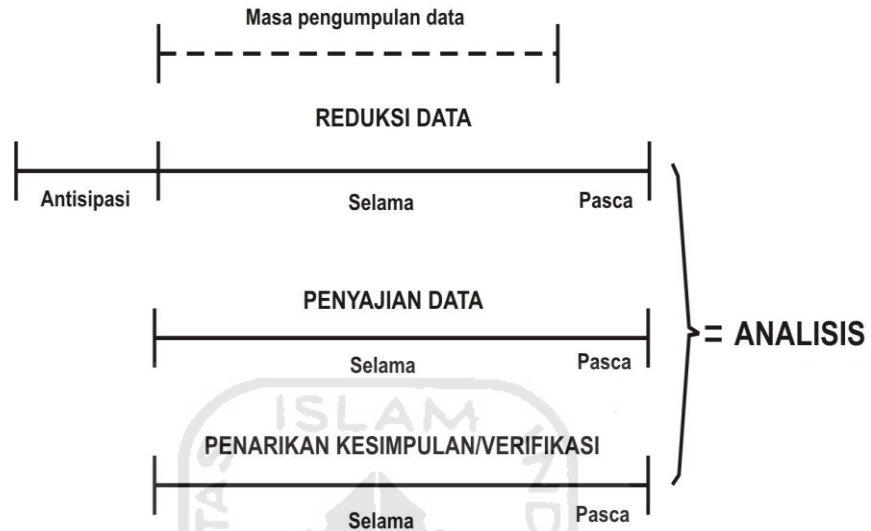 Masa pengumpulan data
REDUKSI DATA
Antisipasi Selama Pasca
PENYAJIAN DATA
Selama Pasca
= ANALISIS
ISLAM
PENARIKAN KESIMPULAN/VERIFIKASI
Selama Pasca